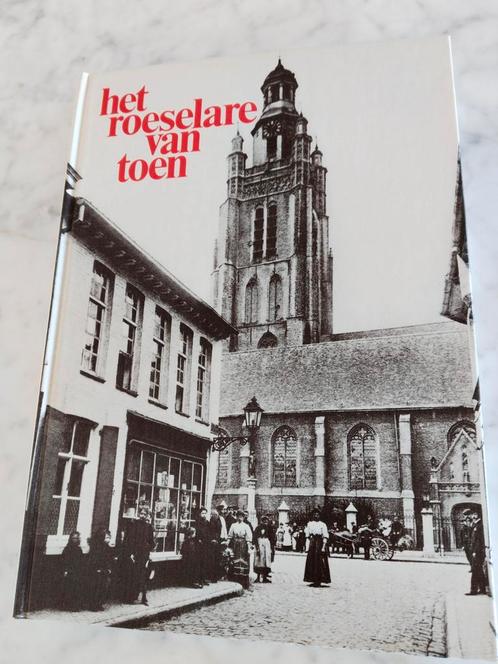 het
roeselare
van
toen